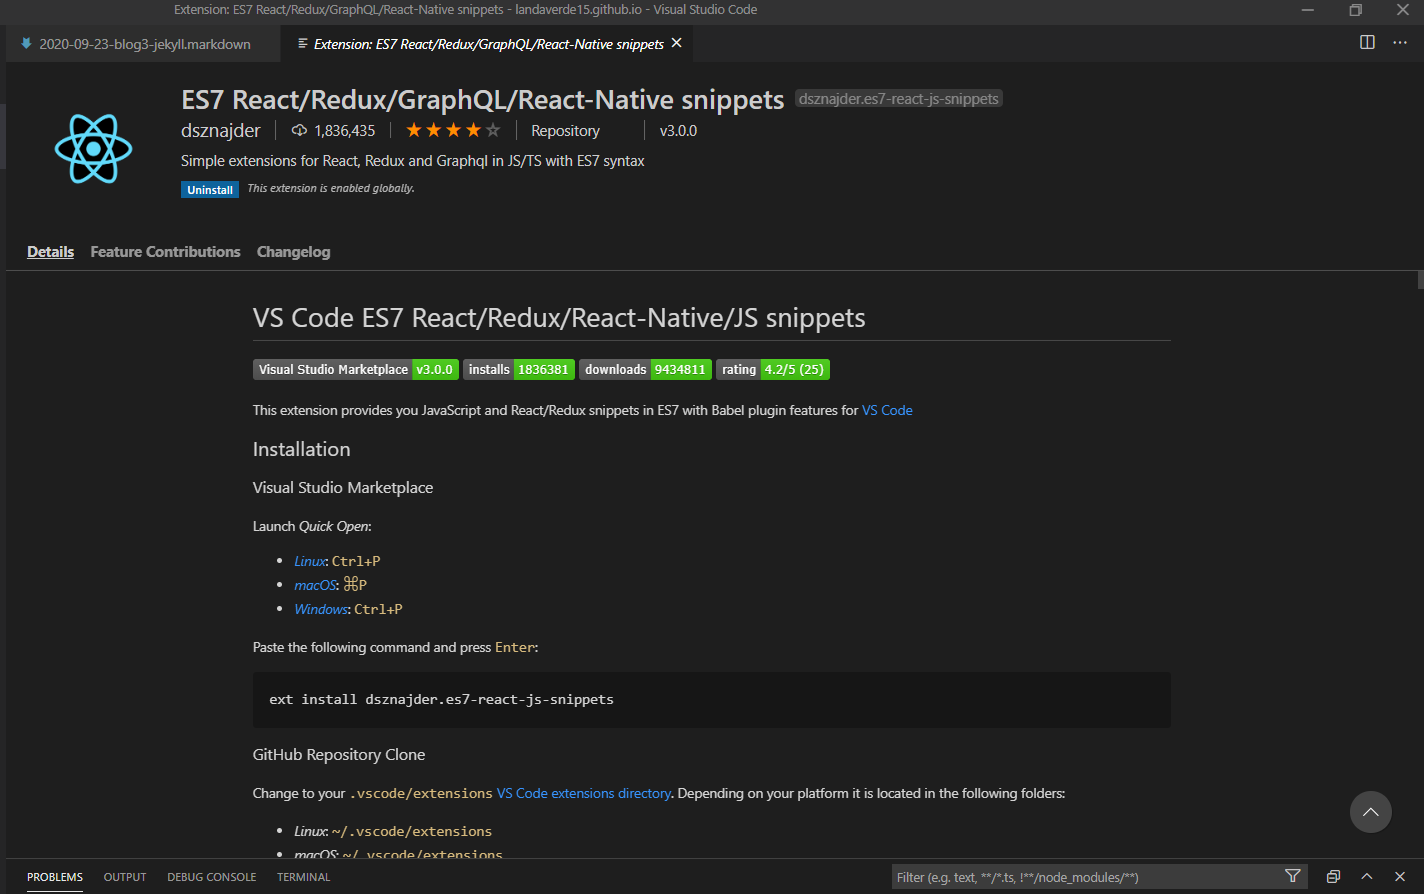 Extension: ES7 React/Redux/GraphQL/React-Native snippets - landaverde15.github.io - Visual Studio Code
2020-09-23-blog3-jekyll.markdown
Extension: ES7 React/Redux/GraphQL/React-Native snippets
ES7 React/Redux/GraphQL/React-Native snippets dsznajder.es7-react-js-snippets
dsznajder 1,836,435 Repository v3.0.0
Simple extensions for React, Redux and Graphql in JS/TS with ES7 syntax
Uninstall This extension is enabled globally.
Details Feature Contributions Changelog
VS Code ES7 React/Redux/React-Native/JS snippets
Visual Studio Marketplace v3.0.0 installs 1836381 downloads 9434811 rating 4.2/5 (25)
This extension provides you JavaScript and React/Redux snippets in ES7 with Babel plugin features for VS Code
Installation
Visual Studio Marketplace
Launch Quick Open:
• Linux: Ctrl+P
• macOS: ⌘P
• Windows: Ctrl+P
Paste the following command and press Enter:
ext install dsznajder.es7-react-js-snippets
GitHub Repository Clone
Change to your .vscode/extensions VS Code extensions directory. Depending on your platform it is located in the following folders:
• Linux: ~/.vscode/extensions
• macOS: ~/.vscode/extensions
PROBLEMS OUTPUT DEBUG CONSOLE TERMINAL
Filter (e.g. text, **/*.ts, !**/node_modules/**)